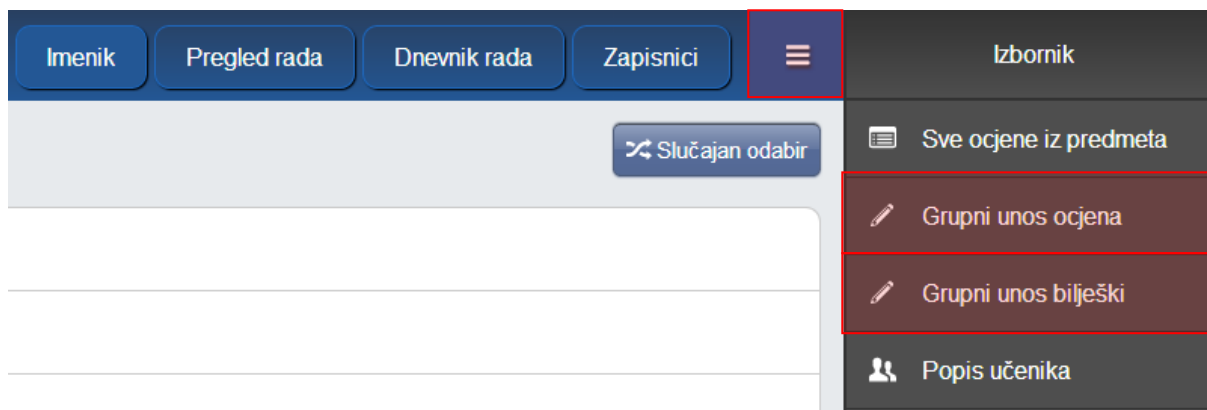 Imenik
Pregled rada
Dnevnik rada
Zapisnici
Izbornik
Slučajan odabir
Sve ocjene iz predmeta
Grupni unos ocjena
Grupni unos bilješki
Popis učenika